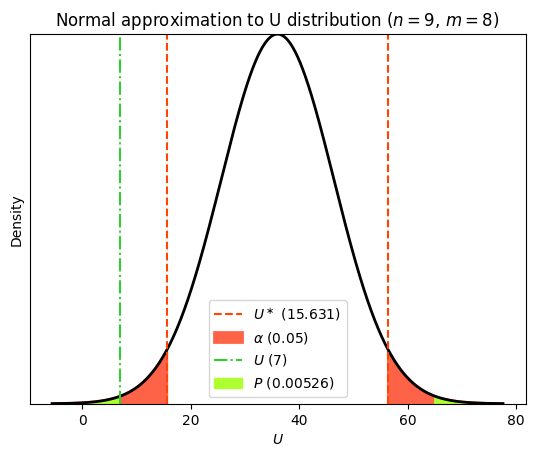 Normal approximation to U distribution (n = 9, m = 8)
Density
U* (15.631)
α (0.05)
U (7)
P (0.00526)
0 20 40 60 80
U